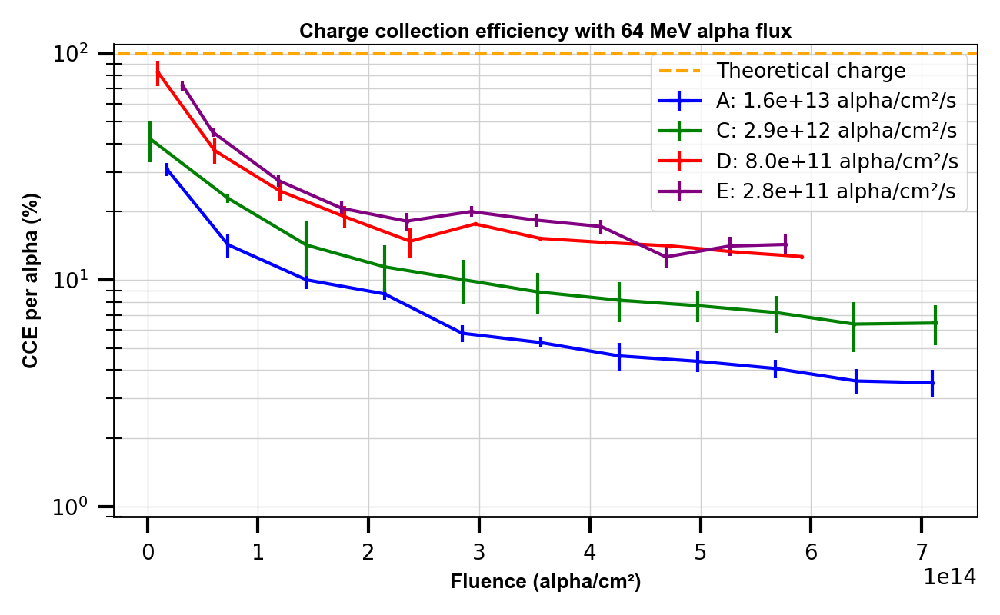 Charge collection efficiency with 64 MeV alpha flux
CCE per alpha (%)
10²
10¹
10⁰
Theoretical charge
A: 1.6e+13 alpha/cm²/s
C: 2.9e+12 alpha/cm²/s
D: 8.0e+11 alpha/cm²/s
E: 2.8e+11 alpha/cm²/s
0 1 2 3 4 5 6 7
1e14
Fluence (alpha/cm²)